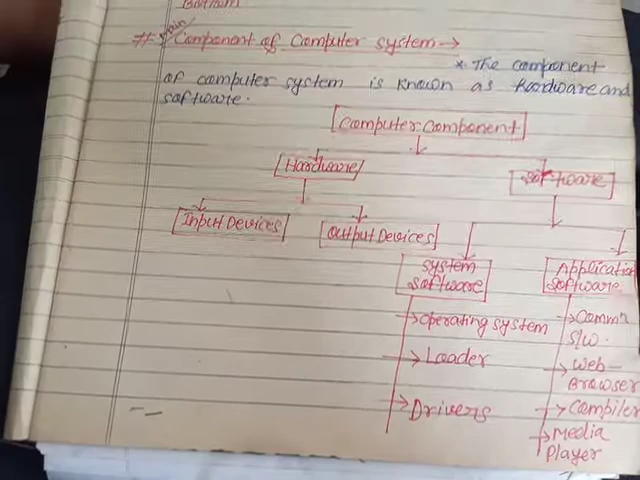 # Main Component of Computer system →
* The component
of computer system is known as Hardware and
software.
Computer Component
Hardware
Software
Input Devices
Output Devices
System
software
Application
software
→ Operating system
→ Loader
→ Drivers
→
S/W.
→ Web-
Browser
→ Compiler
→ Media
Player